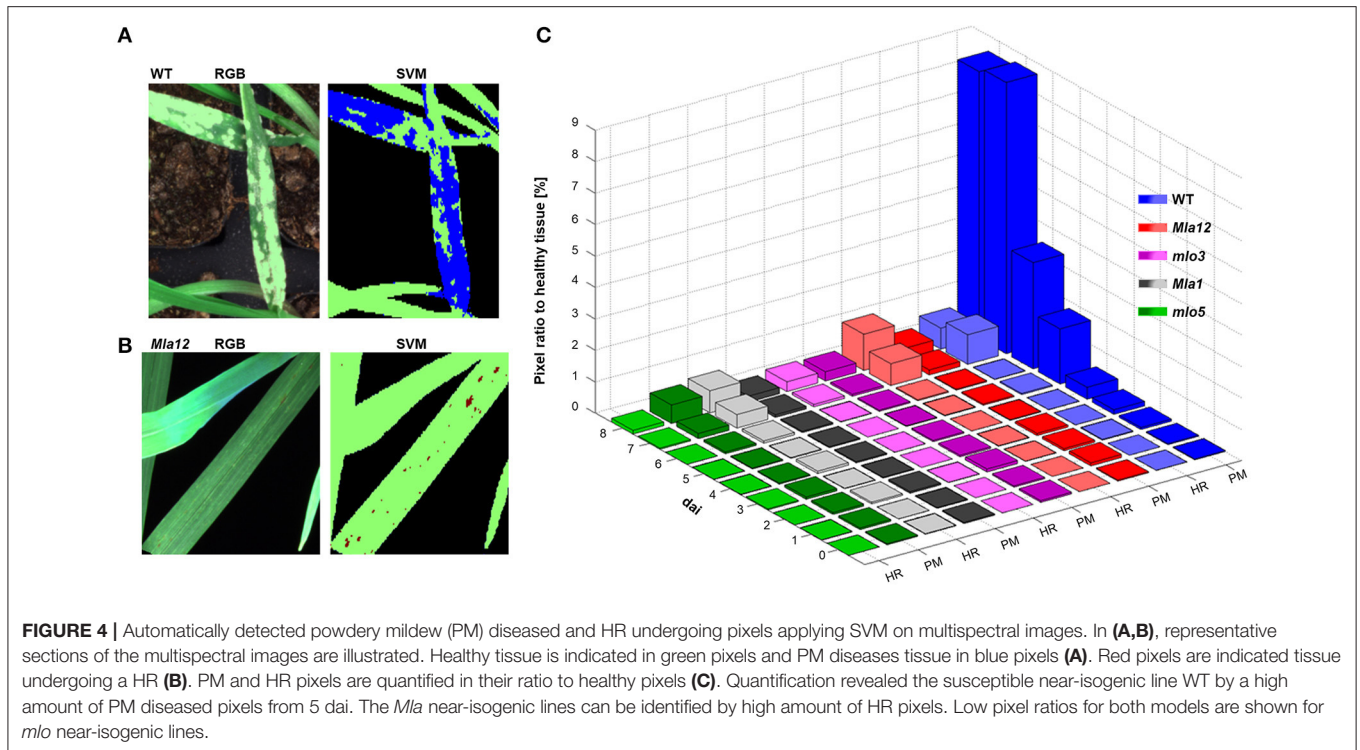 A
WT RGB SVM
B
Mla12 RGB SVM
C
Pixel ratio to healthy tissue [%]
9
8
7
6
5
4
3
2
1
0
8
7
6
5
4
3
2
1
0
dai
HR
PM
HR
PM
HR
PM
HR
PM
HR
PM
WT
Mla12
mlo3
Mla1
mlo5
FIGURE 4 | Automatically detected powdery mildew (PM) diseased and HR undergoing pixels applying SVM on multispectral images. In (A,B), representative
sections of the multispectral images are illustrated. Healthy tissue is indicated in green pixels and PM diseases tissue in blue pixels (A). Red pixels are indicated tissue
undergoing a HR (B). PM and HR pixels are quantified in their ratio to healthy pixels (C). Quantification revealed the susceptible near-isogenic line WT by a high
amount of PM diseased pixels from 5 dai. The Mla near-isogenic lines can be identified by high amount of HR pixels. Low pixel ratios for both models are shown for
mlo near-isogenic lines.